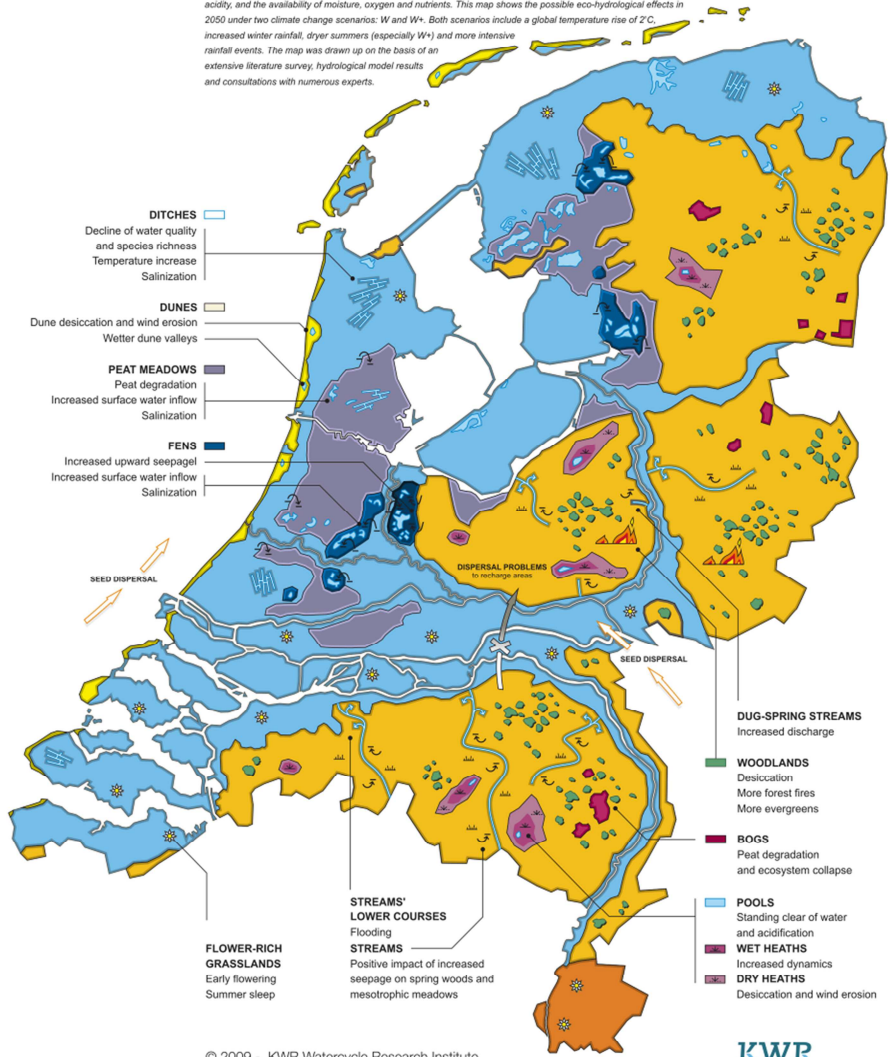 acidity, and the availability of moisture, oxygen and nutrients. This map shows the possible eco-hydrological effects in
2050 under two climate change scenarios: W and W+. Both scenarios include a global temperature rise of 2°C,
increased winter rainfall, dryer summers (especially W+) and more intensive
rainfall events. The map was drawn up on the basis of an
extensive literature survey, hydrological model results
and consultations with numerous experts.
DITCHES
Decline of water quality
and species richness
Temperature increase
Salinization
DUNES
Dune desiccation and wind erosion
Wetter dune valleys
PEAT MEADOWS
Peat degradation
Increased surface water inflow
Salinization
FENS
Increased upward seepagel
Increased surface water inflow
Salinization
SEED DISPERSAL
DISPERSAL PROBLEMS
to recharge areas
SEED DISPERSAL
DUG-SPRING STREAMS
Increased discharge
WOODLANDS
Desiccation
More forest fires
More evergreens
BOGS
Peat degradation
and ecosystem collapse
POOLS
Standing clear of water
and acidification
WET HEATHS
Increased dynamics
DRY HEATHS
Desiccation and wind erosion
STREAMS'
LOWER COURSES
Flooding
STREAMS
Positive impact of increased
seepage on spring woods and
mesotrophic meadows
FLOWER-RICH
GRASSLANDS
Early flowering
Summer sleep
© 2009 - KWR Watercycle Research Institute
KWR